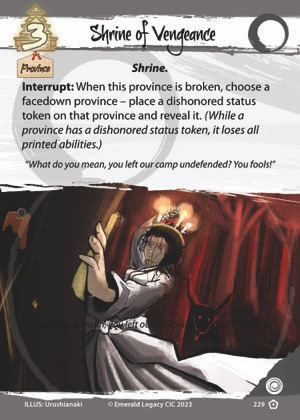 Shrine of Vengeance
3
Province
Shrine.
Interrupt: When this province is broken, choose a
facedown province – place a dishonored status
token on that province and reveal it. (While a
province has a dishonored status token, it loses all
printed abilities.)
"What do you mean, you left our camp undefended? You fools!"
ILLUS: Urushianaki
© Emerald Legacy CIC 2023
229